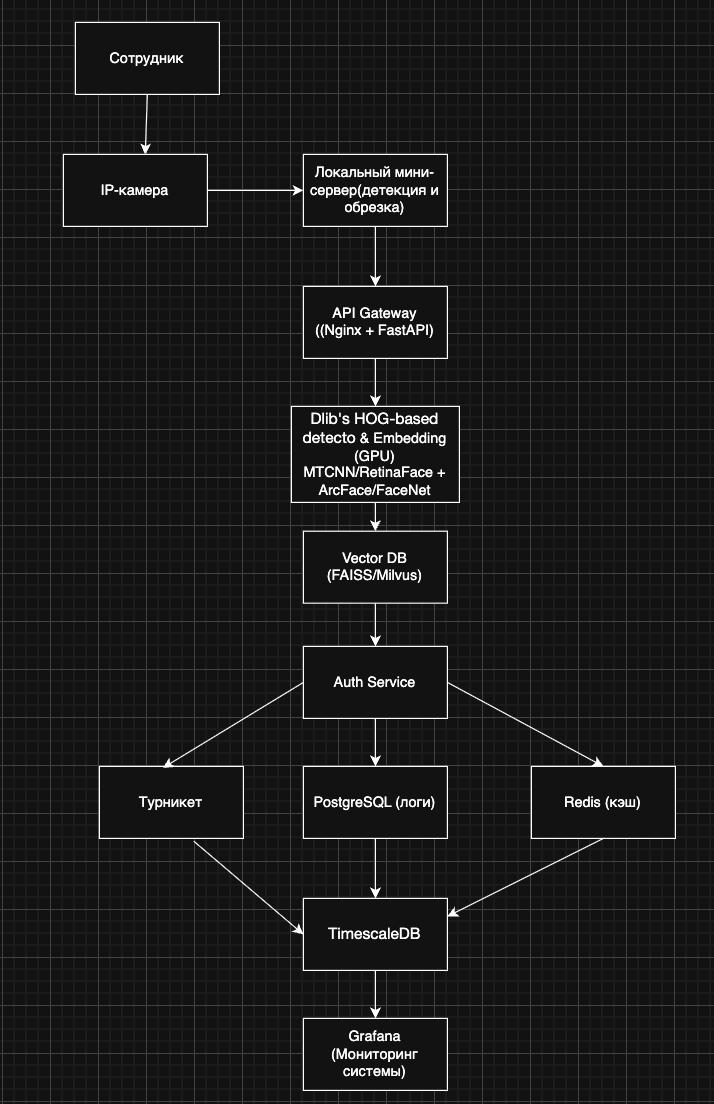 Сотрудник
IP-камера
Локальный мини-
сервер(детекция и
обрезка)
API Gateway
((Nginx + FastAPI)
Dlib's HOG-based
detecto & Embedding
(GPU)
MTCNN/RetinaFace +
ArcFace/FaceNet
Vector DB
(FAISS/Milvus)
Auth Service
Турникет
PostgreSQL (логи)
Redis (кэш)
TimescaleDB
Grafana
(Мониторинг
системы)